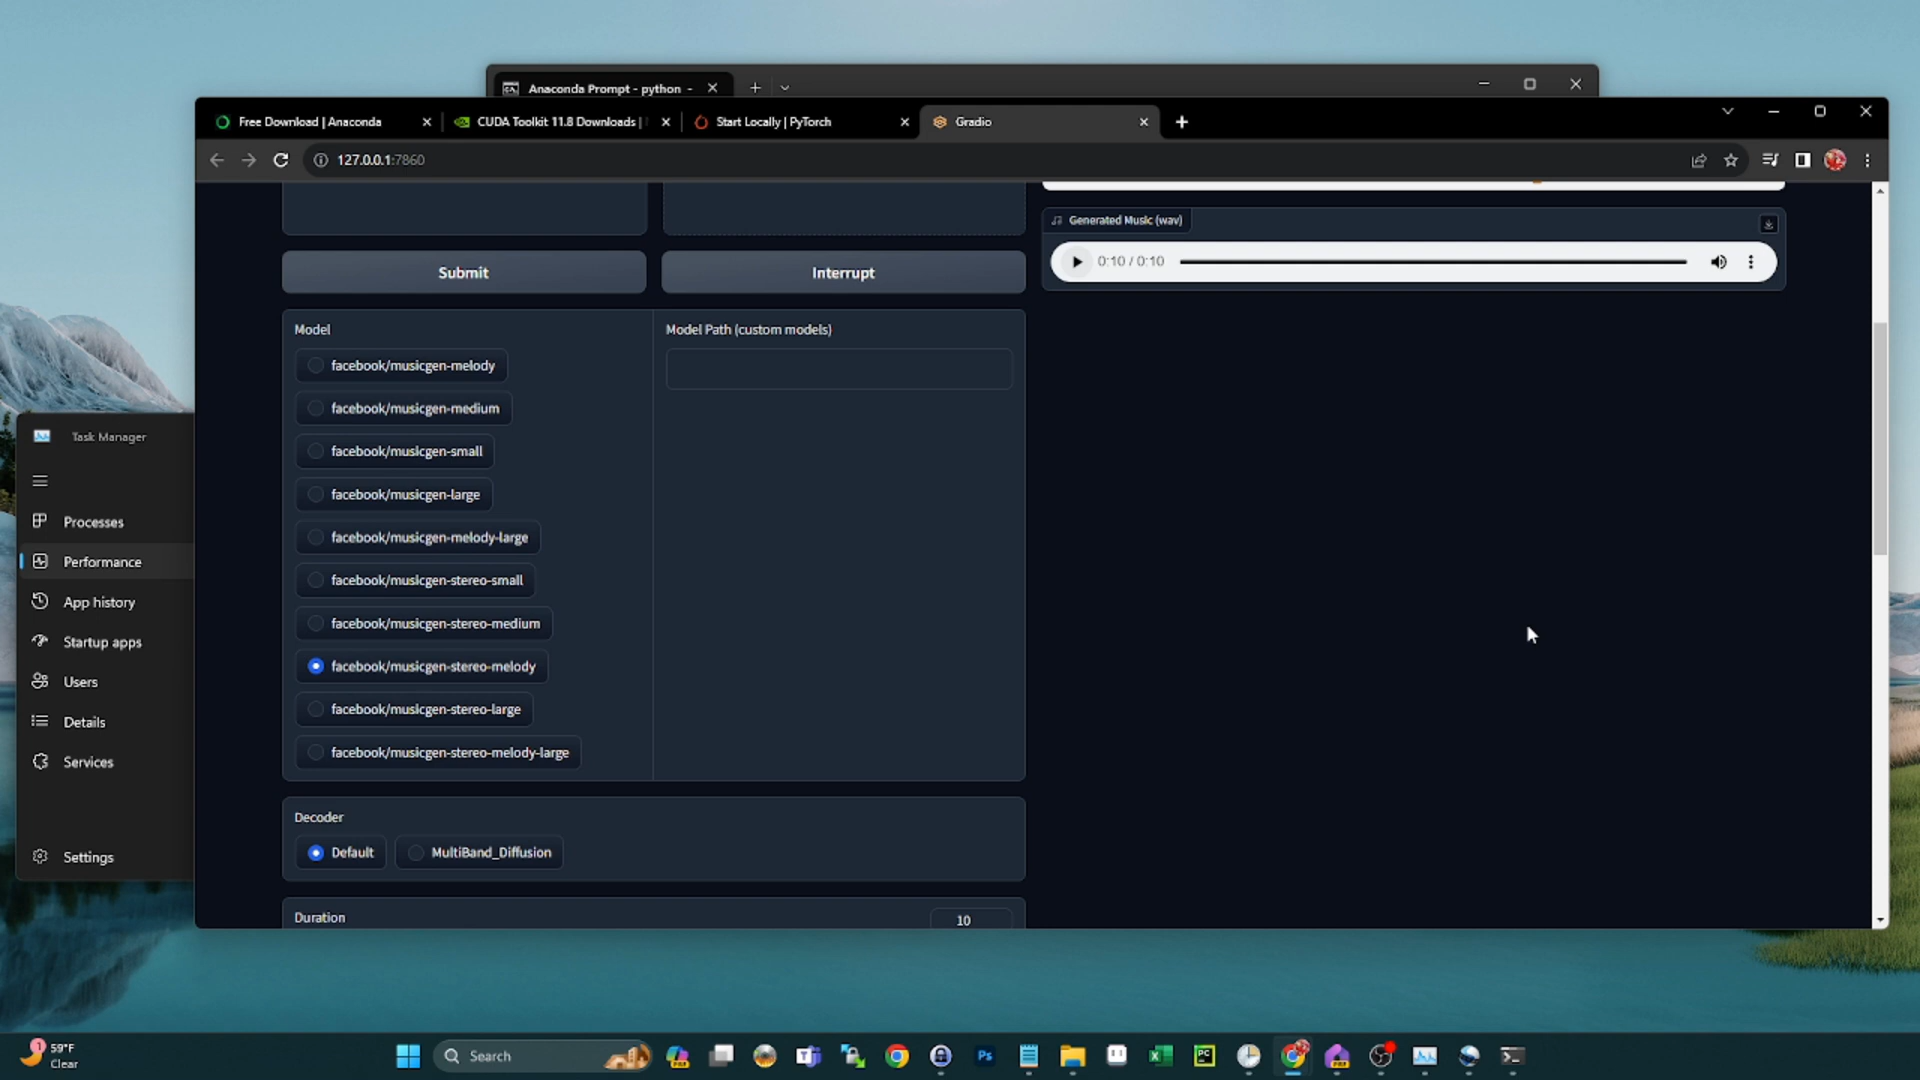 Anaconda Prompt - python -
Free Download | Anaconda
CUDA Toolkit 11.8 Downloads |
Start Locally | PyTorch
Gradio
127.0.0.1:7860
Generated Music (wav)
0:10 / 0:10
Submit
Interrupt
Model
facebook/musicgen-melody
facebook/musicgen-medium
facebook/musicgen-small
facebook/musicgen-large
facebook/musicgen-melody-large
facebook/musicgen-stereo-small
facebook/musicgen-stereo-medium
facebook/musicgen-stereo-melody
facebook/musicgen-stereo-large
facebook/musicgen-stereo-melody-large
Model Path (custom models)
Decoder
Default
MultiBand_Diffusion
Duration
10
Task Manager
Processes
Performance
App history
Startup apps
Users
Details
Services
Settings
1
59°F
Clear
Search
Ps
PC